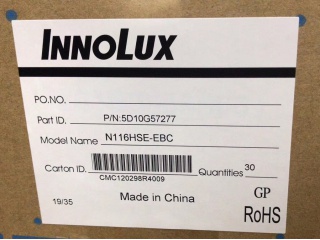 INNOLUX
PO.NO.
Part ID. P/N:5D10G57277
Model Name N116HSE-EBC
Carton ID. Quantities 30
CMC120298R4009
GP
19/35 Made in China
RoHS